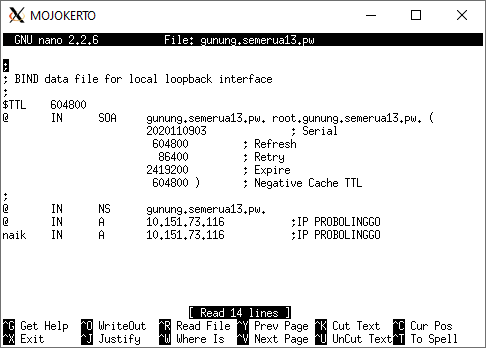 MOJOKERTO
GNU nano 2.2.6 File: gunung.semerua13.pw
;
; BIND data file for local loopback interface
;
$TTL 604800
@ IN SOA gunung.semerua13.pw. root.gunung.semerua13.pw. (
2020110903 ; Serial
604800 ; Refresh
86400 ; Retry
2419200 ; Expire
604800 ) ; Negative Cache TTL
;
@ IN NS gunung.semerua13.pw.
@ IN A 10.151.73.116 ;IP PROBOLINGGO
naik IN A 10.151.73.116 ;IP PROBOLINGGO
[ Read 14 lines ]
^G Get Help ^O WriteOut ^R Read File ^Y Prev Page ^K Cut Text ^C Cur Pos
^X Exit ^J Justify ^W Where Is ^V Next Page ^U UnCut Text ^T To Spell